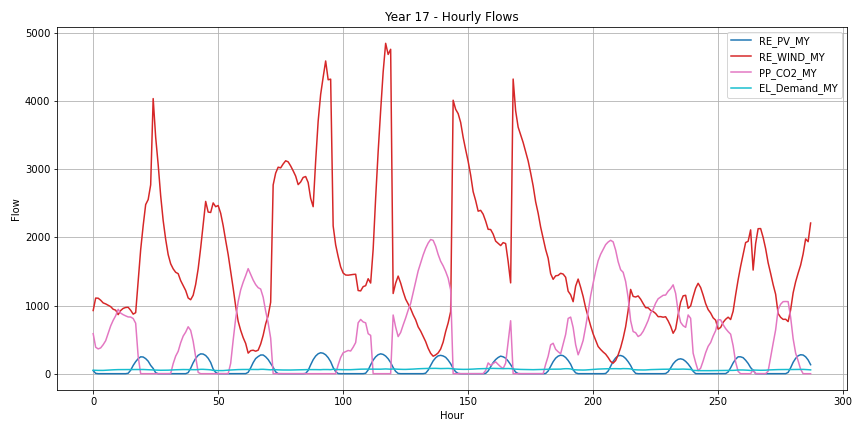 Year 17 - Hourly Flows
RE_PV_MY
RE_WIND_MY
PP_CO2_MY
EL_Demand_MY
5000
4000
3000
2000
1000
0
Flow
0 50 100 150 200 250 300
Hour